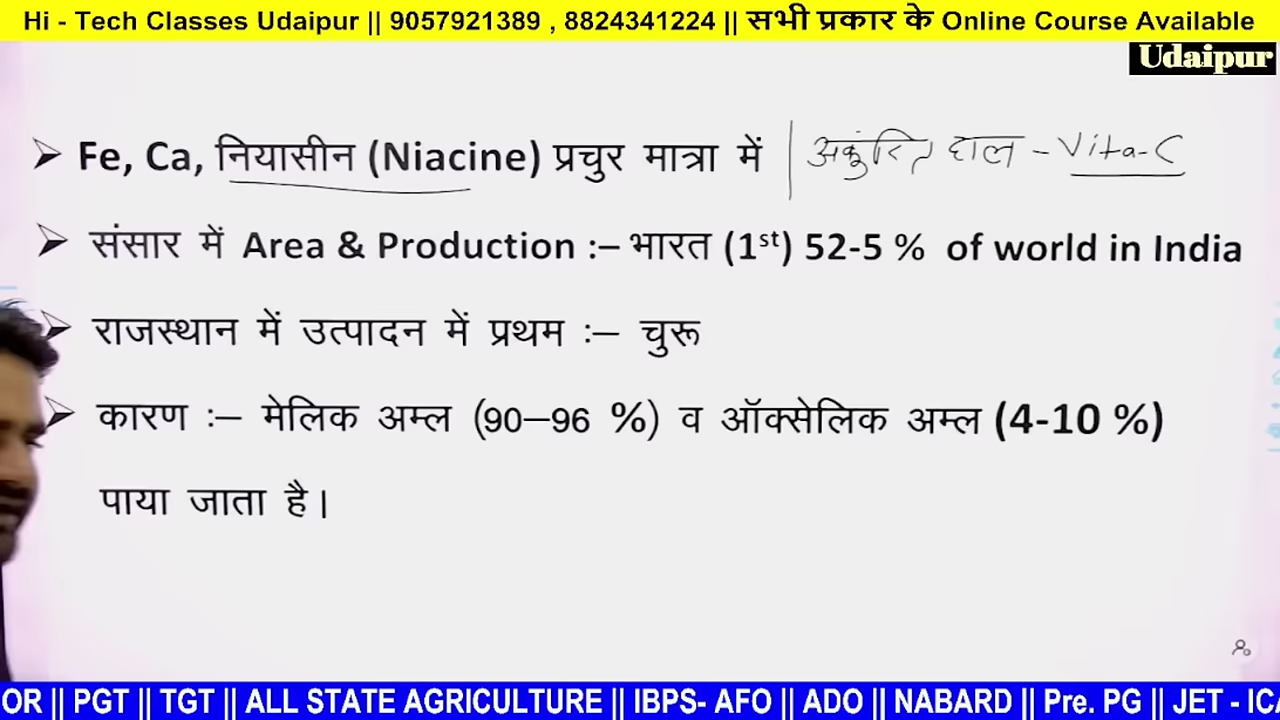 Hi - Tech Classes Udaipur || 9057921389 , 8824341224 || सभी प्रकार के Online Course Available
Udaipur
➢ Fe, Ca, नियासीन (Niacine) प्रचुर मात्रा में | अकुंरित दाल - Vita-C
➢ संसार में Area & Production :– भारत (1st) 52-5 % of world in India
➢ राजस्थान में उत्पादन में प्रथम :– चुरू
➢ कारण :– मेलिक अम्ल (90–96 %) व ऑक्सेलिक अम्ल (4-10 %)
पाया जाता है।
OR || PGT || TGT || ALL STATE AGRICULTURE || IBPS- AFO || ADO || NABARD || Pre. PG || JET - ICA